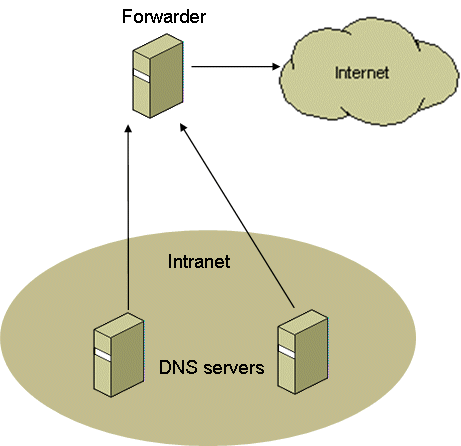 Forwarder
Internet
Intranet
DNS servers